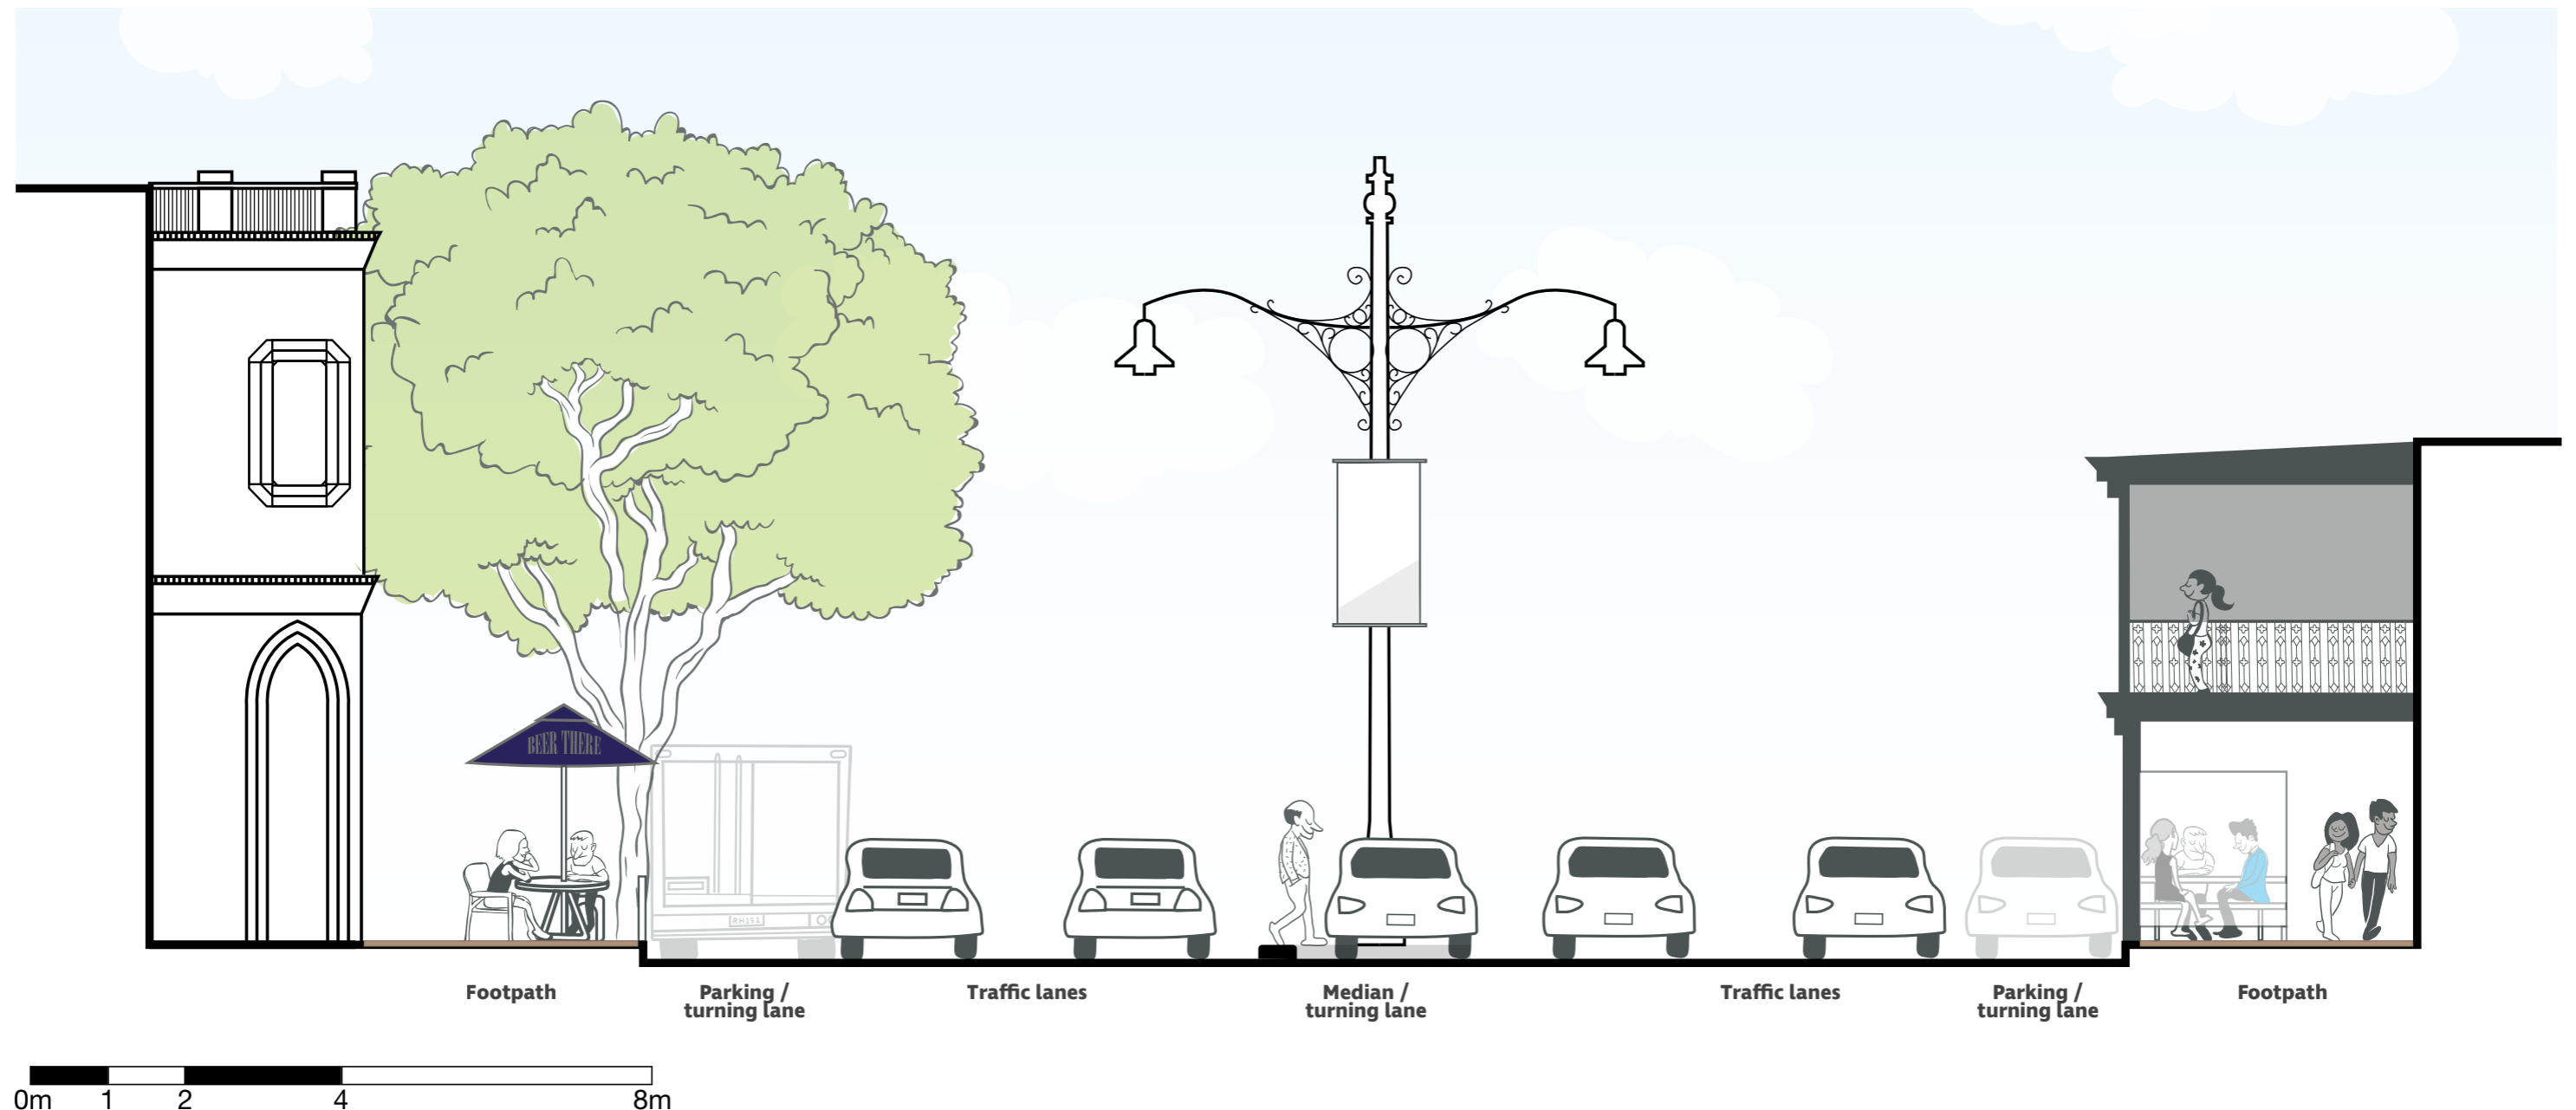 BEER THERE
RH1S1
Footpath
Parking /
turning lane
Traffic lanes
Median /
turning lane
Traffic lanes
Parking /
turning lane
Footpath
0m 1 2 4 8m